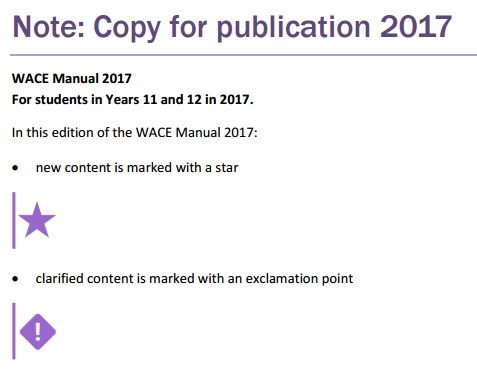 Note: Copy for publication 2017
WACE Manual 2017
For students in Years 11 and 12 in 2017.
In this edition of the WACE Manual 2017:
• new content is marked with a star
• clarified content is marked with an exclamation point
!